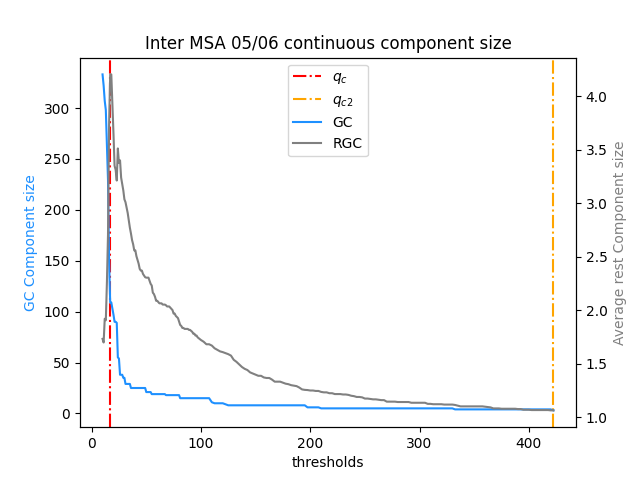 Inter MSA 05/06 continuous component size
q_c
q_c2
GC
RGC
GC Component size
300
250
200
150
100
50
0
4.0
3.5
3.0
2.5
2.0
1.5
1.0
Average rest Component size
0 100 200 300 400
thresholds